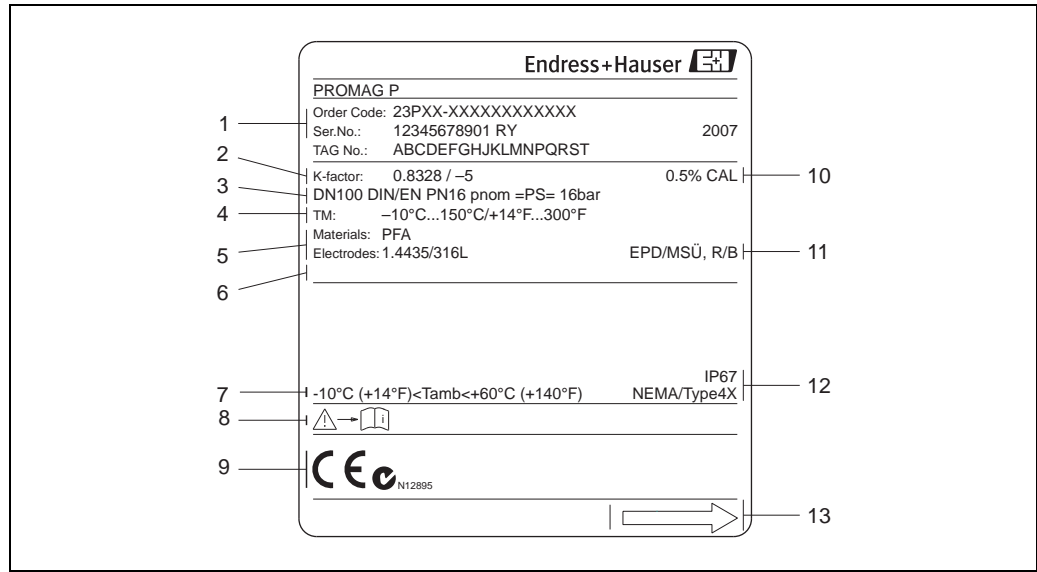 Endress+Hauser
PROMAG P
Order Code: 23PXX-XXXXXXXXXXXX
Ser.No.: 12345678901 RY 2007
TAG No.: ABCDEFGHJKLMNPQRST
K-factor: 0.8328 / –5 0.5% CAL
DN100 DIN/EN PN16 pnom =PS= 16bar
TM: –10°C...150°C/+14°F...300°F
Materials: PFA
Electrodes: 1.4435/316L EPD/MSÜ, R/B
IP67
-10°C (+14°F)<Tamb<+60°C (+140°F) NEMA/Type4X
i
CE
N12895
1
2
3
4
5
6
7
8
9
10
11
12
13